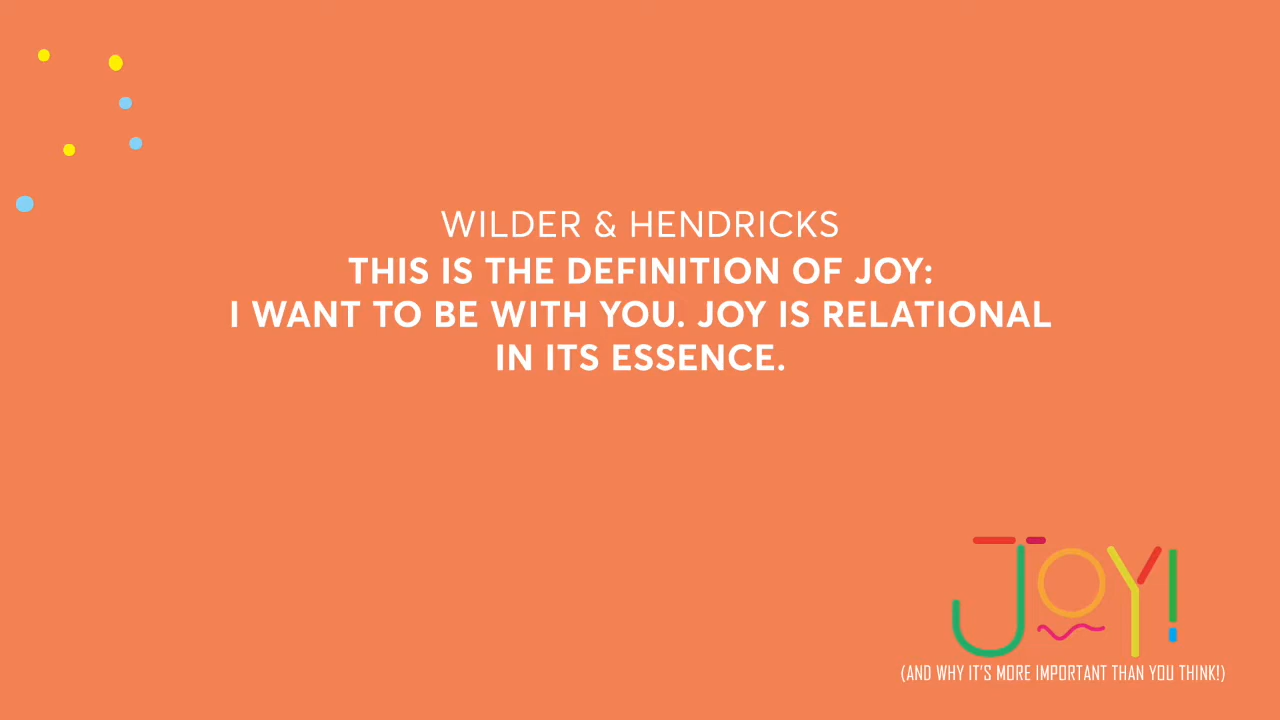 WILDER & HENDRICKS
THIS IS THE DEFINITION OF JOY:
I WANT TO BE WITH YOU. JOY IS RELATIONAL
IN ITS ESSENCE.
JOY!
(AND WHY IT'S MORE IMPORTANT THAN YOU THINK!)